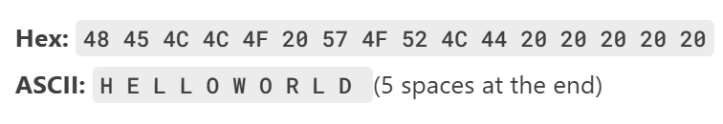 Hex: 48 45 4C 4C 4F 20 57 4F 52 4C 44 20 20 20 20 20
ASCII: H E L L O W O R L D (5 spaces at the end)